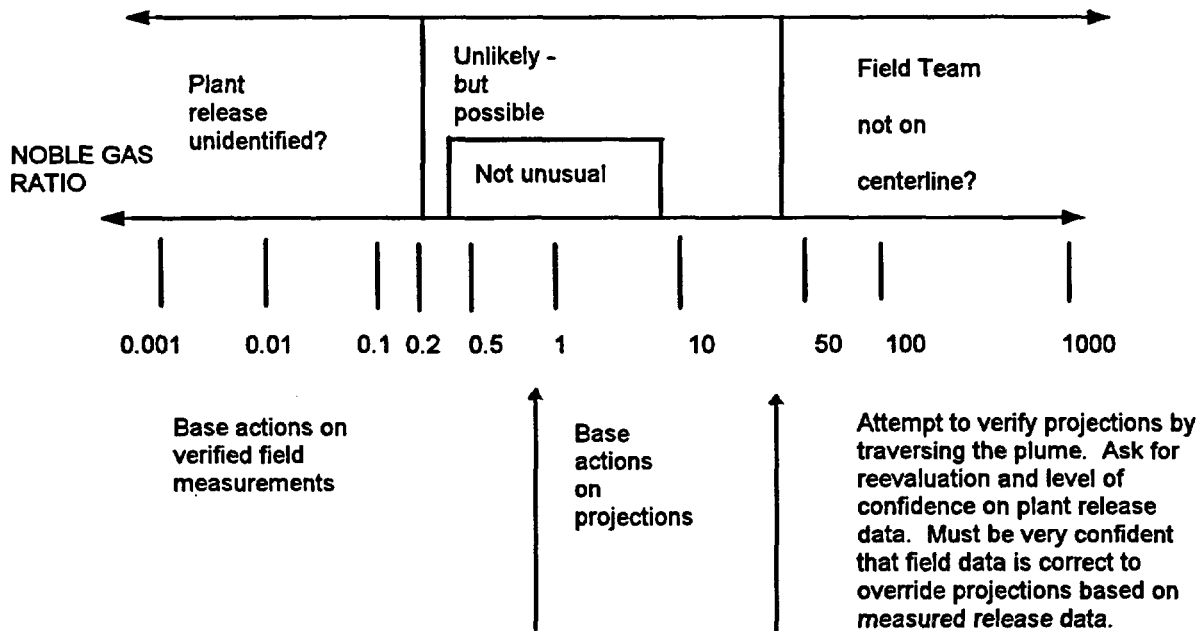 Plant
release
unidentified?
Unlikely -
but
possible
Not unusual
Field Team
not on
centerline?
NOBLE GAS
RATIO
0.001 0.01 0.1 0.2 0.5 1 10 50 100 1000
Base actions on
verified field
measurements
Base
actions
on
projections
Attempt to verify projections by
traversing the plume. Ask for
reevaluation and level of
confidence on plant release
data. Must be very confident
that field data is correct to
override projections based on
measured release data.